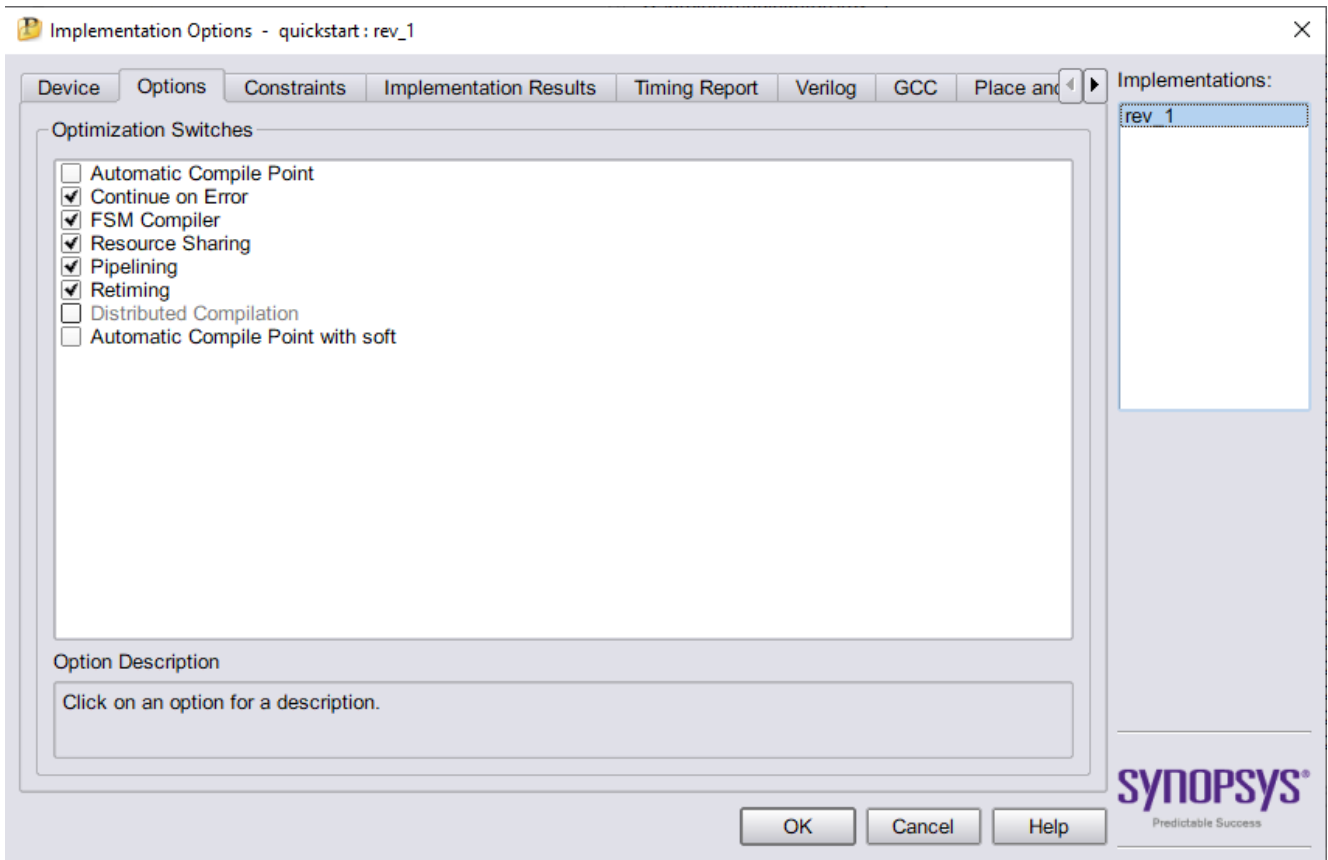 Implementation Options - quickstart : rev_1
Device Options Constraints Implementation Results Timing Report Verilog GCC Place and
Implementations:
rev_1
Optimization Switches
Automatic Compile Point
Continue on Error
FSM Compiler
Resource Sharing
Pipelining
Retiming
Distributed Compilation
Automatic Compile Point with soft
Option Description
Click on an option for a description.
OK Cancel Help
SYNOPSYS®
Predictable Success